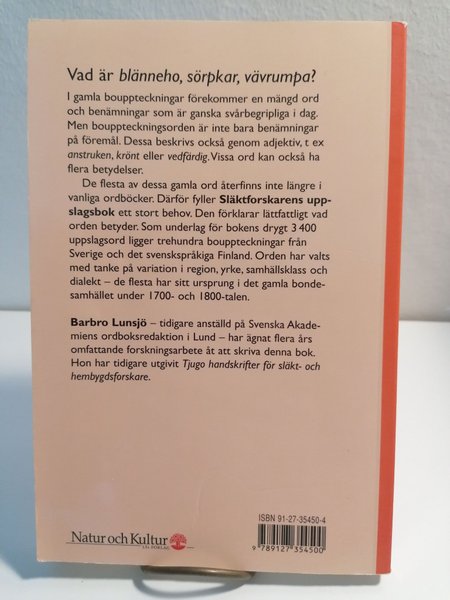 Vad är blänneho, sörpkar, vävrumpa?
I gamla bouppteckningar förekommer en mängd ord
och benämningar som är ganska svårbegripliga i dag.
Men bouppteckningsorden är inte bara benämningar
på föremål. Dessa beskrivs också genom adjektiv, t ex
anstruken, krönt eller vedfärdig. Vissa ord kan också ha
flera betydelser.
De flesta av dessa gamla ord återfinns inte längre i
vanliga ordböcker. Därför fyller Släktforskarens upp-
slagsbok ett stort behov. Den förklarar lättfattligt vad
orden betyder. Som underlag för bokens drygt 3 400
uppslagsord ligger trehundra bouppteckningar från
Sverige och det svenskspråkiga Finland. Orden har valts
med tanke på variation i region, yrke, samhällsklass och
dialekt – de flesta har sitt ursprung i det gamla bonde-
samhället under 1700- och 1800-talen.
Barbro Lunsjö – tidigare anställd på Svenska Akade-
miens ordboksredaktion i Lund – har ägnat flera års
omfattande forskningsarbete åt att skriva denna bok.
Hon har tidigare utgivit Tjugo handskrifter för släkt- och
hembygdsforskare.
ISBN 91-27-35450-4
Natur och Kultur
LTs FÖRLAG
9 789127 354500